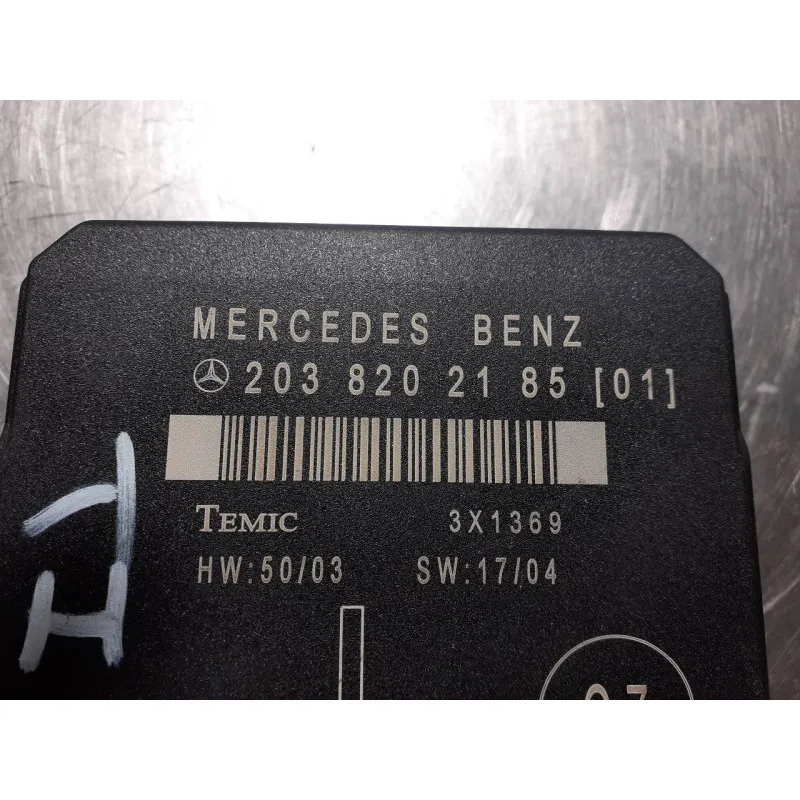 MERCEDES BENZ
203 820 21 85 [01]
TEMIC 3X1369
HW:50/03 SW:17/04